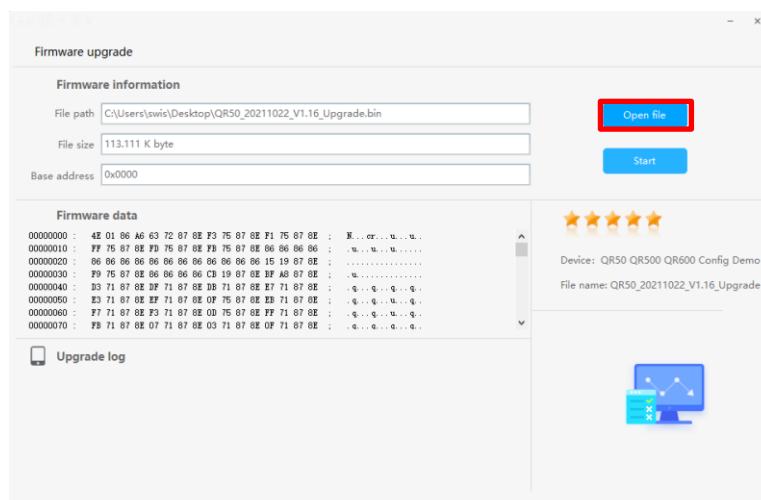 Firmware upgrade
Firmware information
File path C:\Users\swis\Desktop\QR50_20211022_V1.16_Upgrade.bin
Open file
File size 113.111 K byte
Start
Base address 0x0000
Firmware data
00000000 : 4E 01 86 A6 63 72 87 8E F3 75 87 8E F1 75 87 8E ; N...cr...u...u..
00000010 : FF 75 87 8E FD 75 87 8E FB 75 87 8E 86 86 86 86 ; .u...u...u......
00000020 : 86 86 86 86 86 86 86 86 86 86 86 86 15 19 87 8E ; ................
00000030 : F9 75 87 8E 86 86 86 86 CB 19 87 8E BF A8 87 8E ; .u..............
00000040 : D3 71 87 8E DF 71 87 8E DB 71 87 8E E7 71 87 8E ; .q...q...q...q..
00000050 : E3 71 87 8E EF 71 87 8E 0F 75 87 8E EB 71 87 8E ; .q...q...u...q..
00000060 : F7 71 87 8E F3 71 87 8E 0D 75 87 8E FF 71 87 8E ; .q...q...u...q..
00000070 : FB 71 87 8E 07 71 87 8E 03 71 87 8E 0F 71 87 8E ; .q...q...q...q..
Device: QR50 QR500 QR600 Config Demo
File name: QR50_20211022_V1.16_Upgrade
Upgrade log